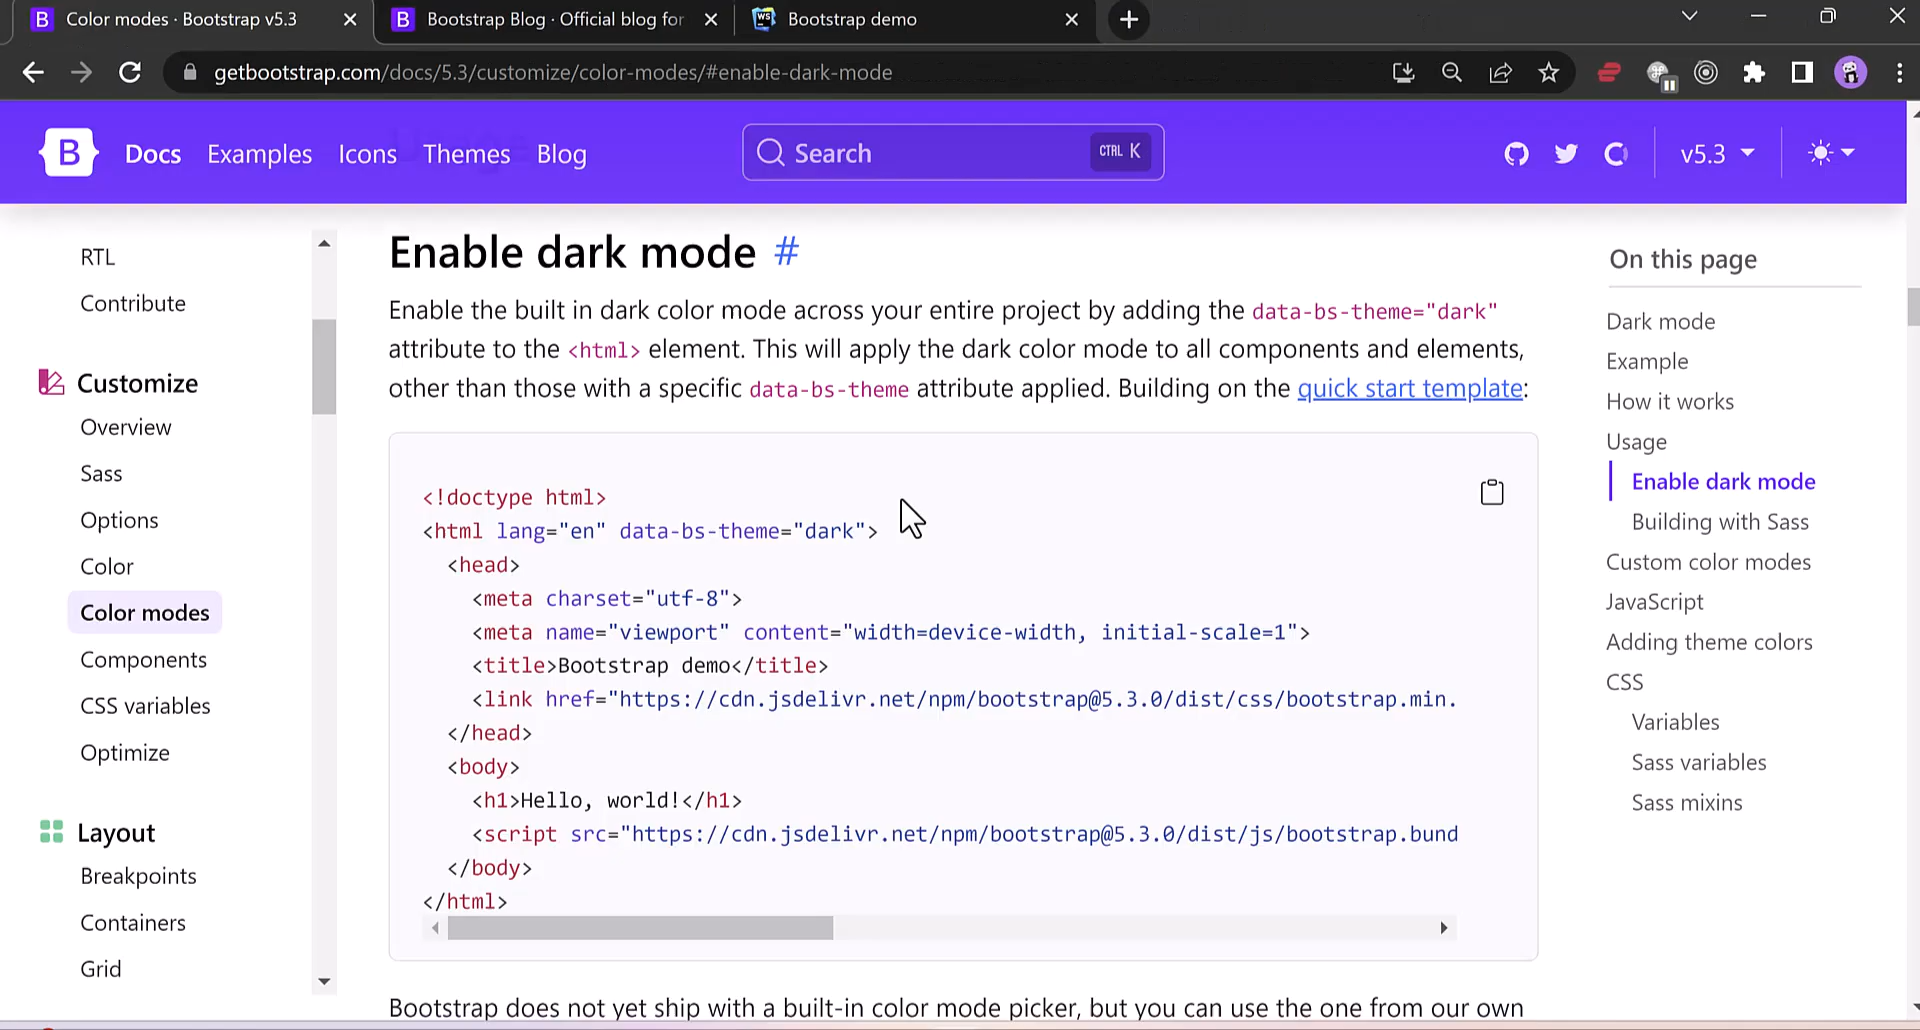 Color modes · Bootstrap v5.3
Bootstrap Blog · Official blog for
Bootstrap demo
getbootstrap.com/docs/5.3/customize/color-modes/#enable-dark-mode
B
Docs
Examples
Icons
Themes
Blog
Search
CTRL K
v5.3
RTL
Contribute
Customize
Overview
Sass
Options
Color
Color modes
Components
CSS variables
Optimize
Layout
Breakpoints
Containers
Grid
Enable dark mode #
Enable the built in dark color mode across your entire project by adding the data-bs-theme="dark"
attribute to the <html> element. This will apply the dark color mode to all components and elements,
other than those with a specific data-bs-theme attribute applied. Building on the quick start template:
<!doctype html>
<html lang="en" data-bs-theme="dark">
<head>
<meta charset="utf-8">
<meta name="viewport" content="width=device-width, initial-scale=1">
<title>Bootstrap demo</title>
<link href="https://cdn.jsdelivr.net/npm/bootstrap@5.3.0/dist/css/bootstrap.min.
</head>
<body>
<h1>Hello, world!</h1>
<script src="https://cdn.jsdelivr.net/npm/bootstrap@5.3.0/dist/js/bootstrap.bund
</body>
</html>
Bootstrap does not yet ship with a built-in color mode picker, but you can use the one from our own
On this page
Dark mode
Example
How it works
Usage
Enable dark mode
Building with Sass
Custom color modes
JavaScript
Adding theme colors
CSS
Variables
Sass variables
Sass mixins